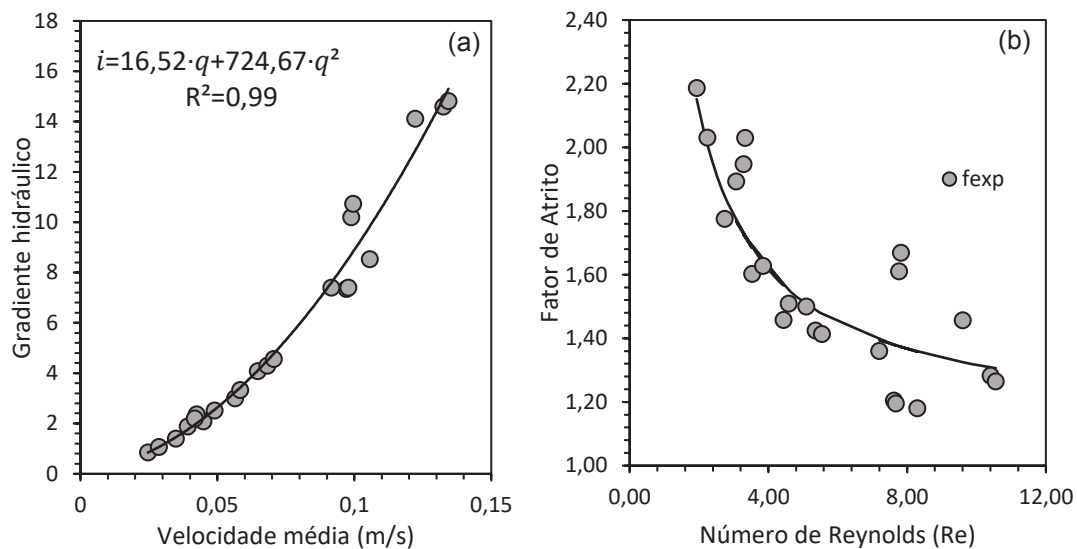 (a)
i=16,52·q+724,67·q²
R²=0,99
Gradiente hidráulico
18
16
14
12
10
8
6
4
2
0
0
0,05
0,1
0,15
Velocidade média (m/s)
(b)
fexp
Fator de Atrito
2,40
2,20
2,00
1,80
1,60
1,40
1,20
1,00
0,00
4,00
8,00
12,00
Número de Reynolds (Re)